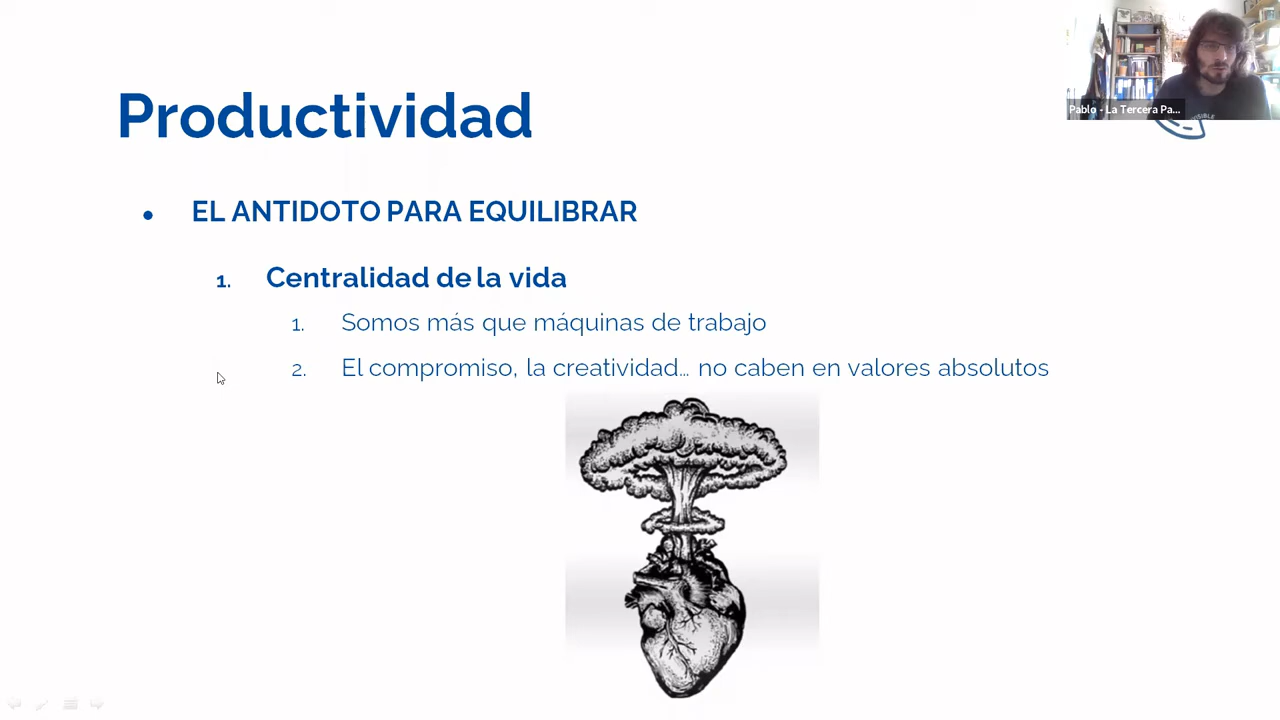 Productividad
Pablo - La Tercera Pa...
• EL ANTIDOTO PARA EQUILIBRAR
1. Centralidad de la vida
1. Somos más que máquinas de trabajo
2. El compromiso, la creatividad... no caben en valores absolutos